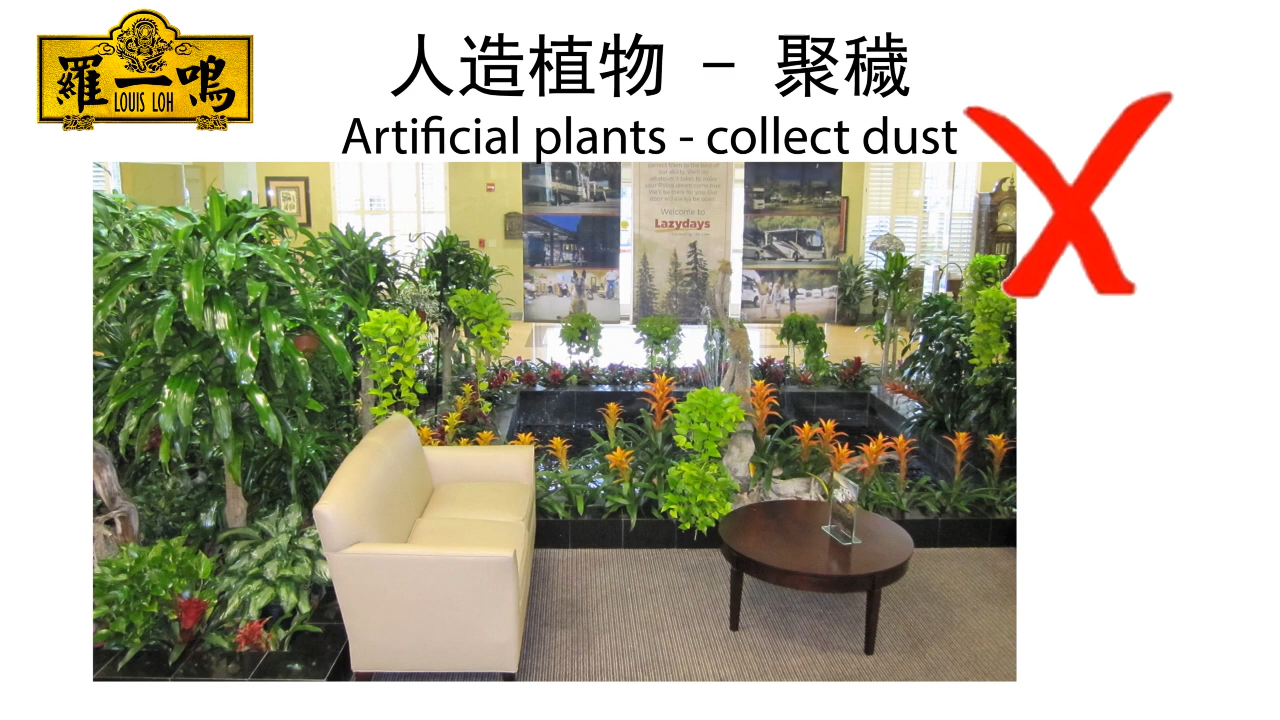 羅一鳴
LOUIS LOH
人造植物 - 聚穢
Artificial plants - collect dust
Welcome to
Lazydays